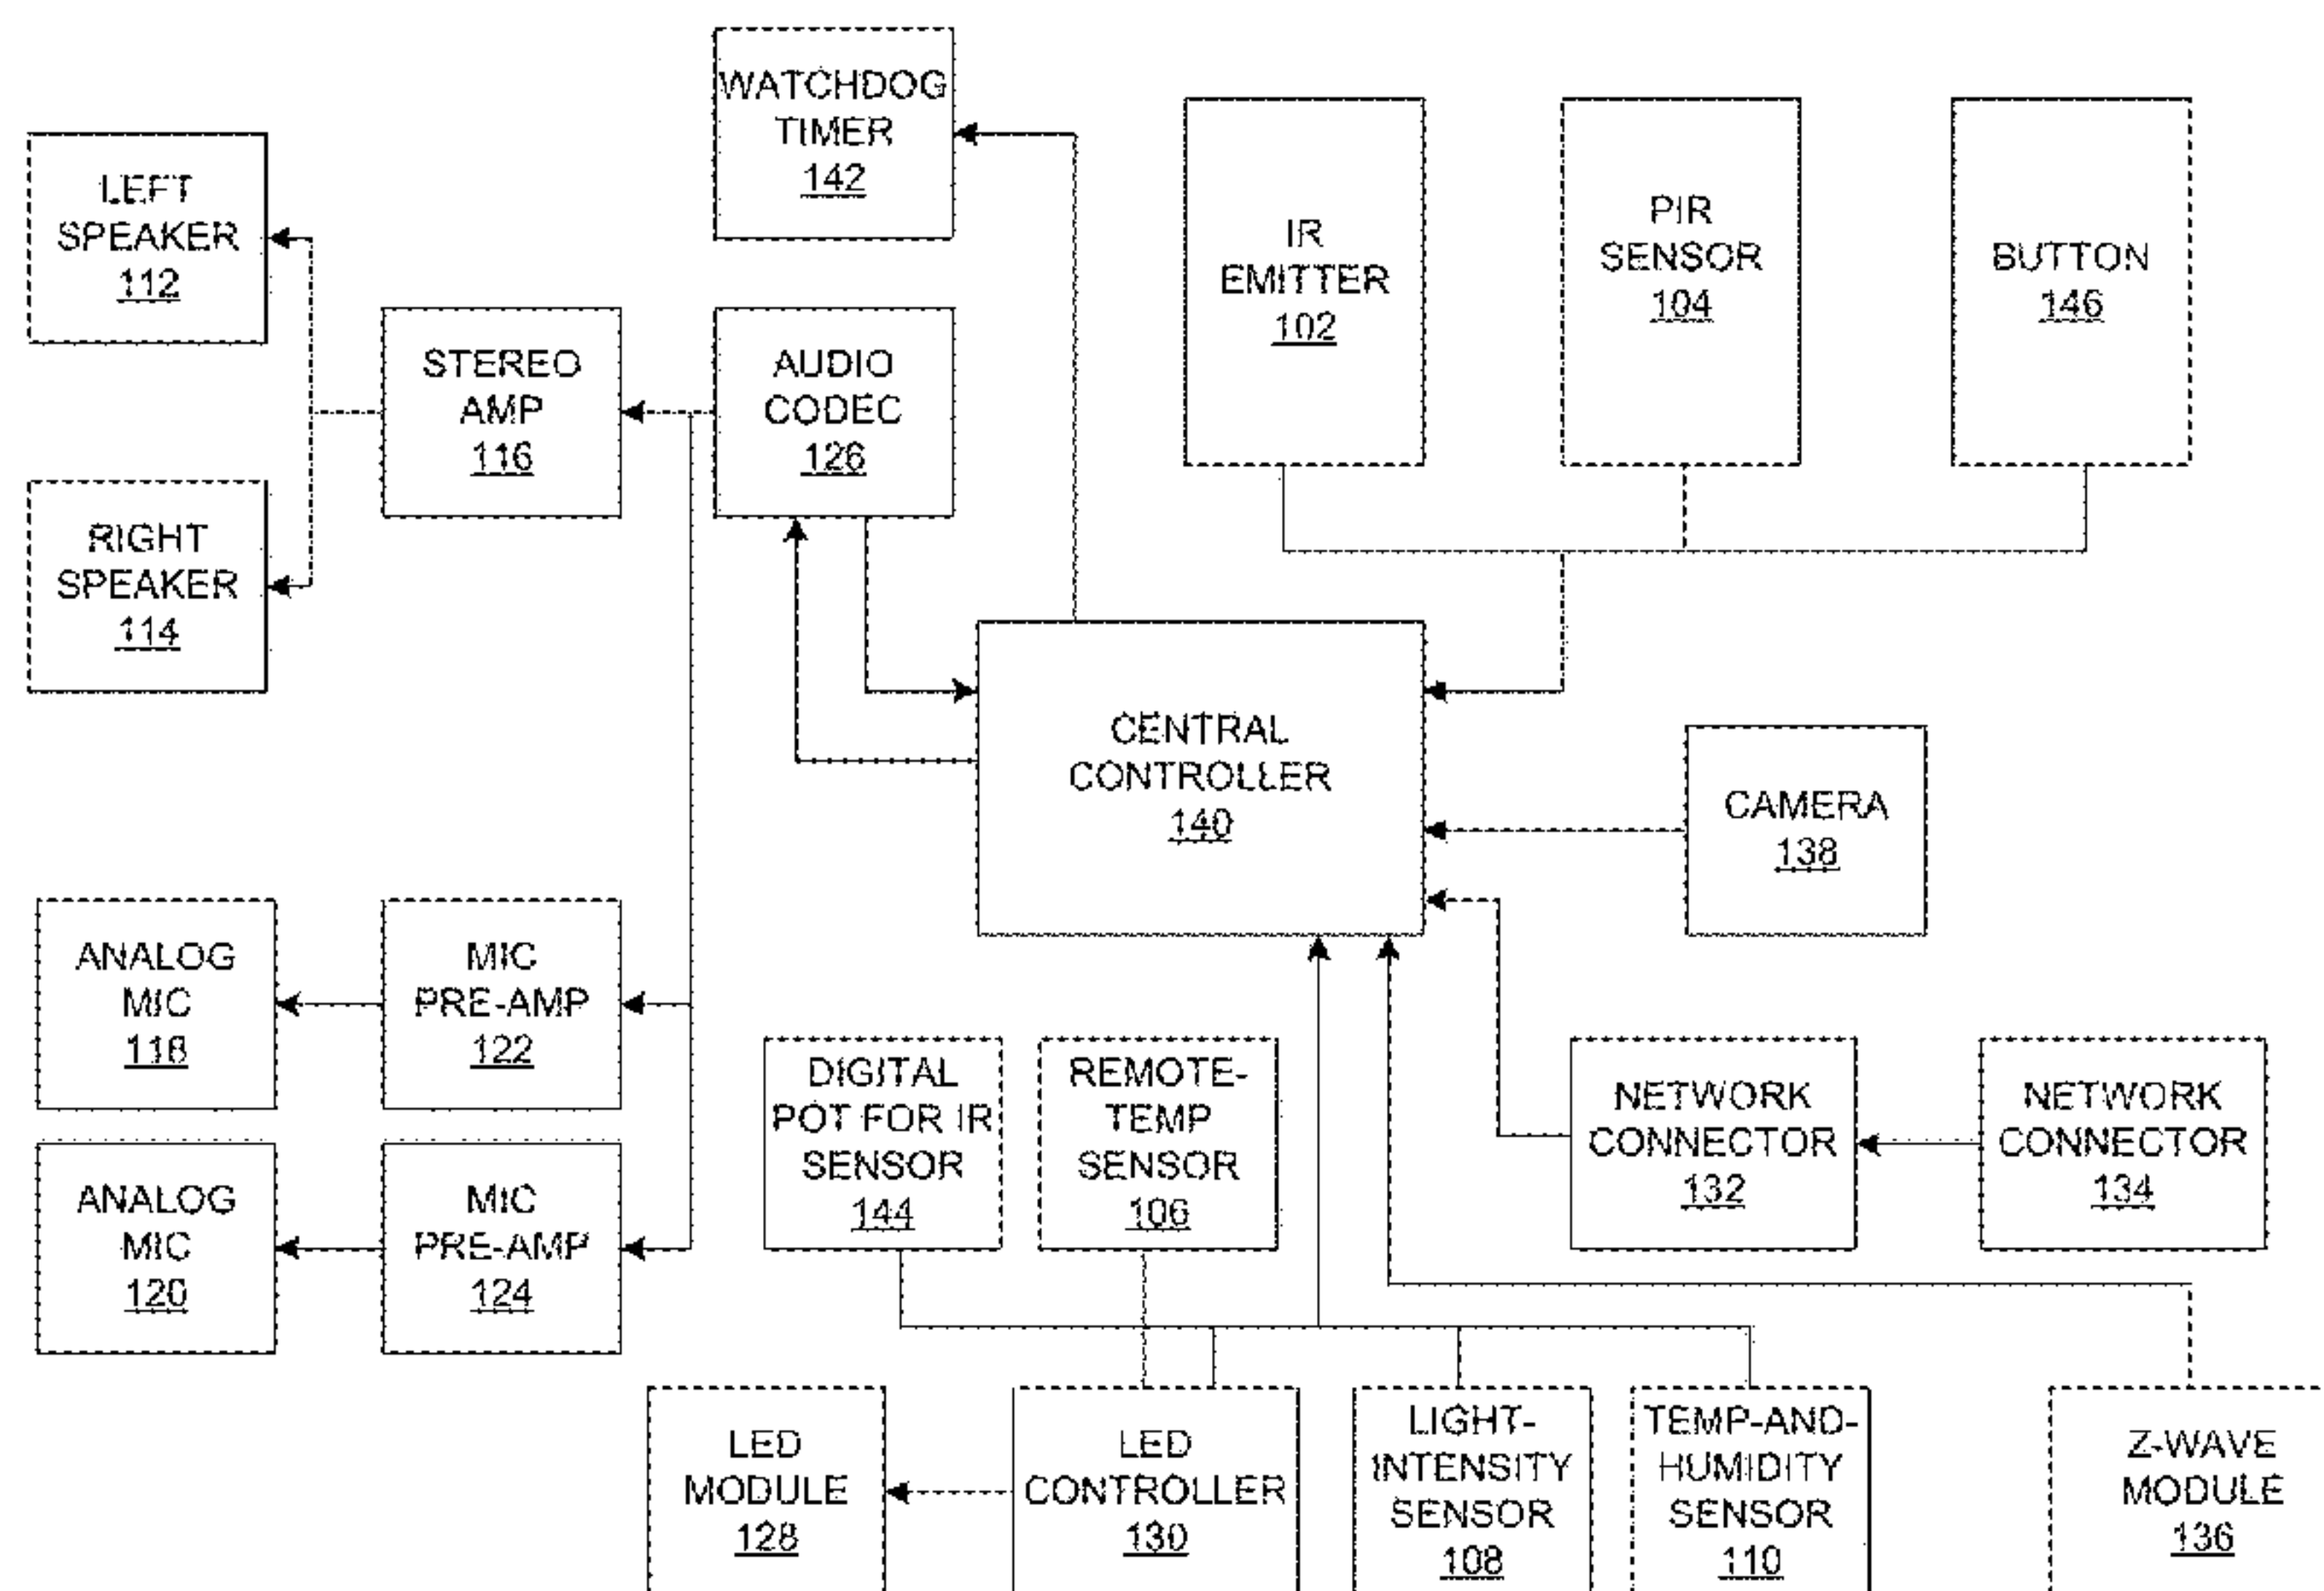 WATCHDOG
TIMER
142
LEFT
SPEAKER
112
IR
EMITTER
102
PIR
SENSOR
104
BUTTON
146
STEREO
AMP
116
AUDIO
CODEC
126
RIGHT
SPEAKER
114
CENTRAL
CONTROLLER
140
CAMERA
138
ANALOG
MIC
118
MIC
PRE-AMP
122
DIGITAL
POT FOR IR
SENSOR
144
REMOTE-
TEMP
SENSOR
106
NETWORK
CONNECTOR
132
NETWORK
CONNECTOR
134
ANALOG
MIC
120
MIC
PRE-AMP
124
LED
MODULE
128
LED
CONTROLLER
130
LIGHT-
INTENSITY
SENSOR
108
TEMP-AND-
HUMIDITY
SENSOR
110
Z-WAVE
MODULE
136